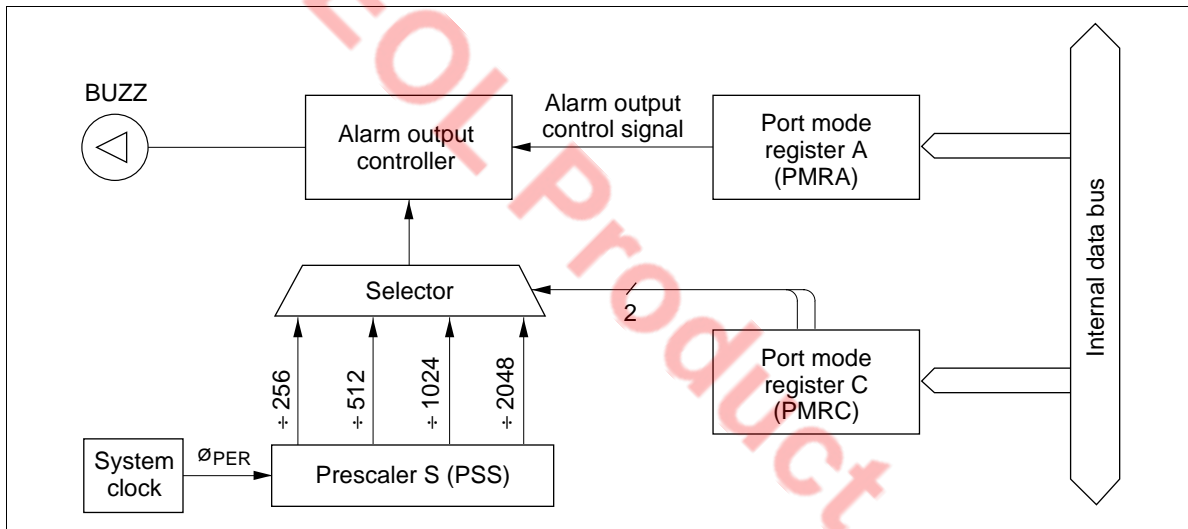 BUZZ
Alarm output
controller
Alarm output
control signal
Port mode
register A
(PMRA)
Internal data bus
Selector
2
Port mode
register C
(PMRC)
÷ 256
÷ 512
÷ 1024
÷ 2048
System
clock
øPER
Prescaler S (PSS)
EOL Product